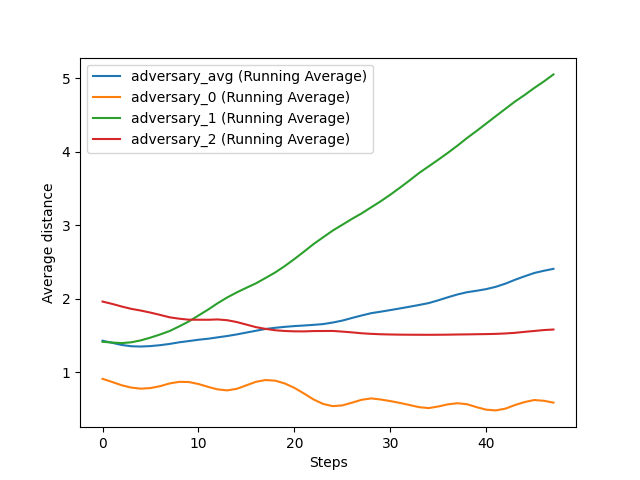 adversary_avg (Running Average)
adversary_0 (Running Average)
adversary_1 (Running Average)
adversary_2 (Running Average)
Average distance
5
4
3
2
1
0
10
20
30
40
Steps